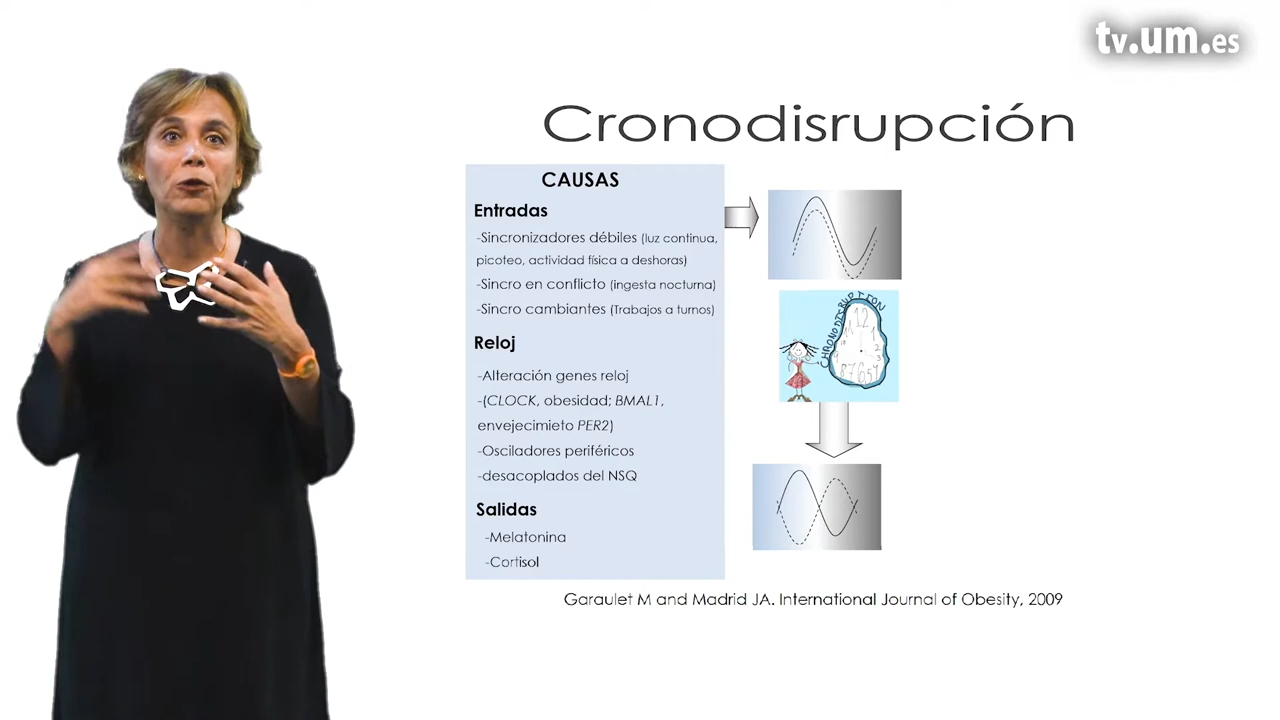 tv.um.es
Cronodisrupción
CAUSAS
Entradas
-Sincronizadores débiles (luz continua,
picoteo, actividad física a deshoras)
-Sincro en conflicto (ingesta nocturna)
-Sincro cambiantes (Trabajos a turnos)
Reloj
-Alteración genes reloj
-(CLOCK, obesidad; BMAL1,
envejecimieto PER2)
-Osciladores periféricos
-desacoplados del NSQ
Salidas
-Melatonina
-Cortisol
CHRONODISRUPTION
Garaulet M and Madrid JA. International Journal of Obesity, 2009